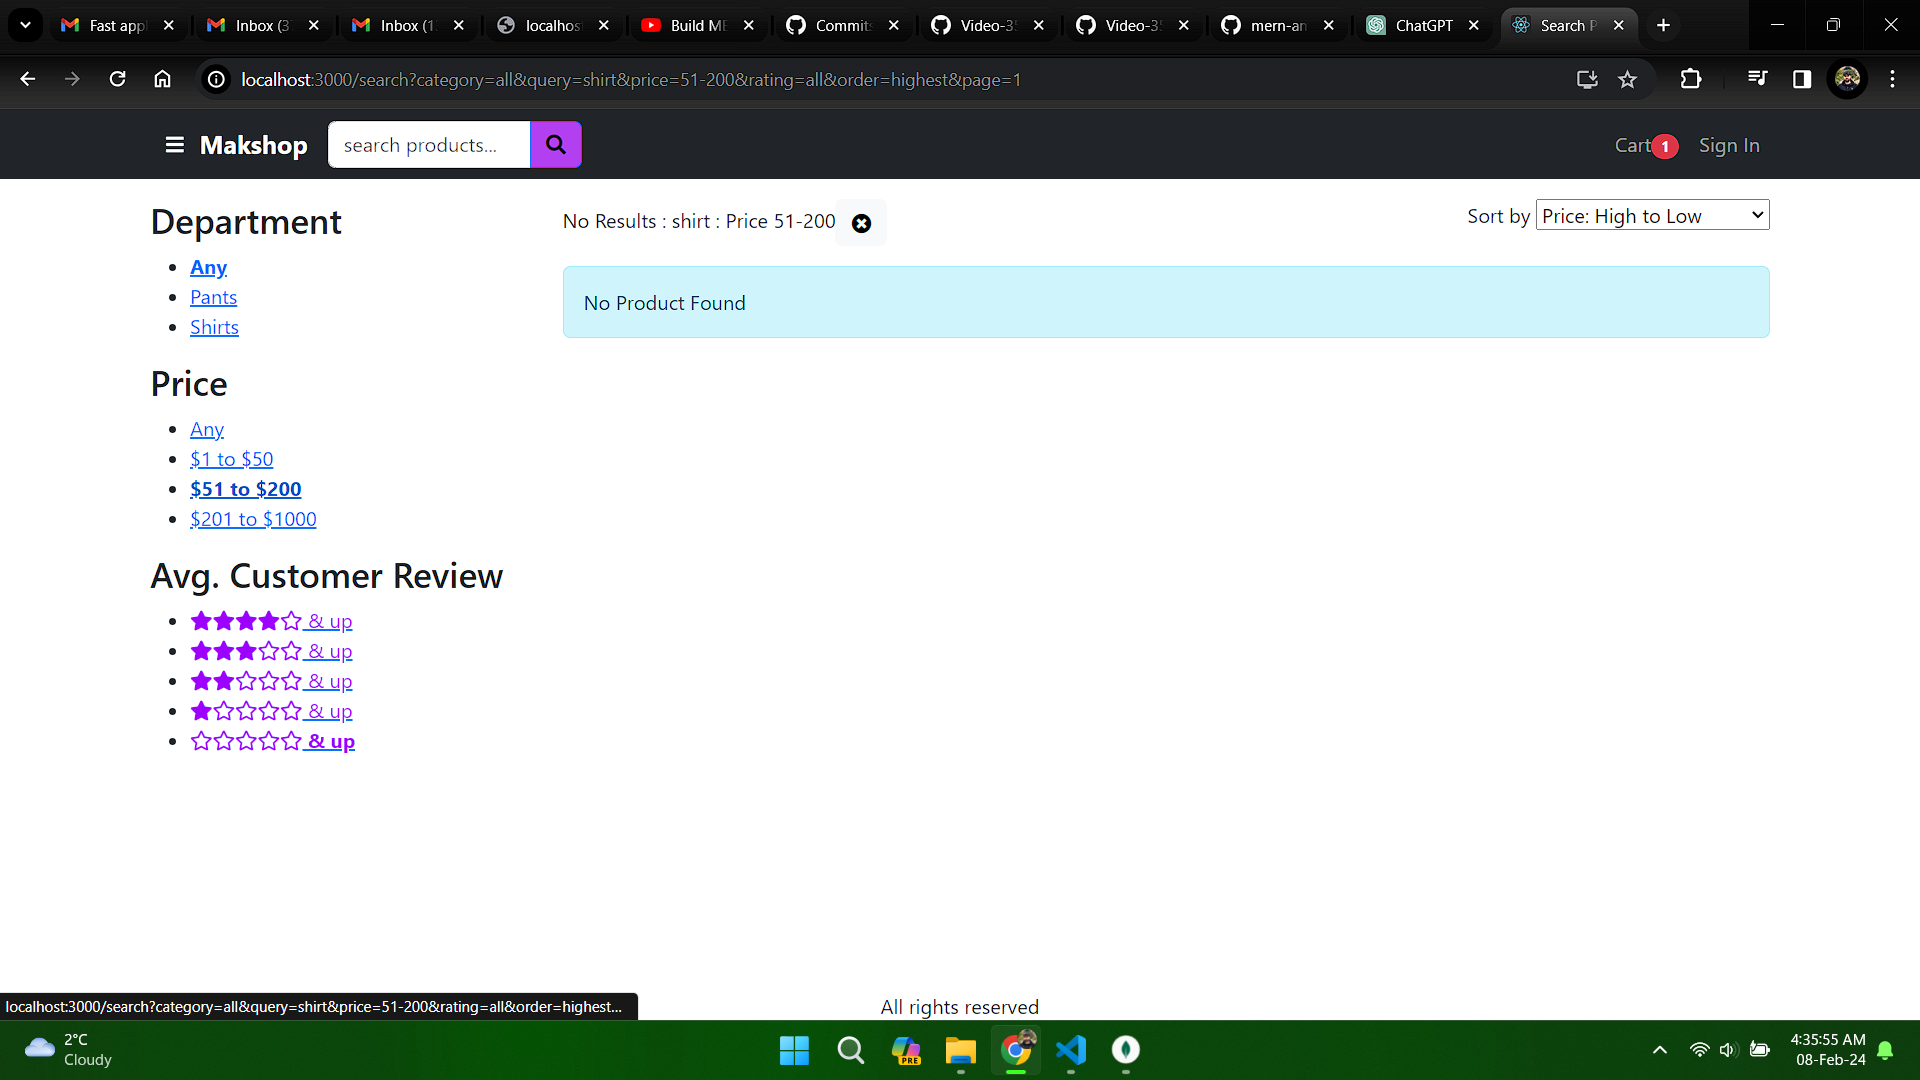 Fast appl
Inbox (3
Inbox (1
localhos
Build ME
Commits
Video-35
Video-35
mern-am
ChatGPT
Search P
localhost:3000/search?category=all&query=shirt&price=51-200&rating=all&order=highest&page=1
Makshop
search products...
Cart 1
Sign In
Department
Any
Pants
Shirts
Price
Any
$1 to $50
$51 to $200
$201 to $1000
Avg. Customer Review
& up
& up
& up
& up
& up
No Results : shirt : Price 51-200
Sort by Price: High to Low
No Product Found
All rights reserved
localhost:3000/search?category=all&query=shirt&price=51-200&rating=all&order=highest...
2°C
Cloudy
PRE
4:35:55 AM
08-Feb-24